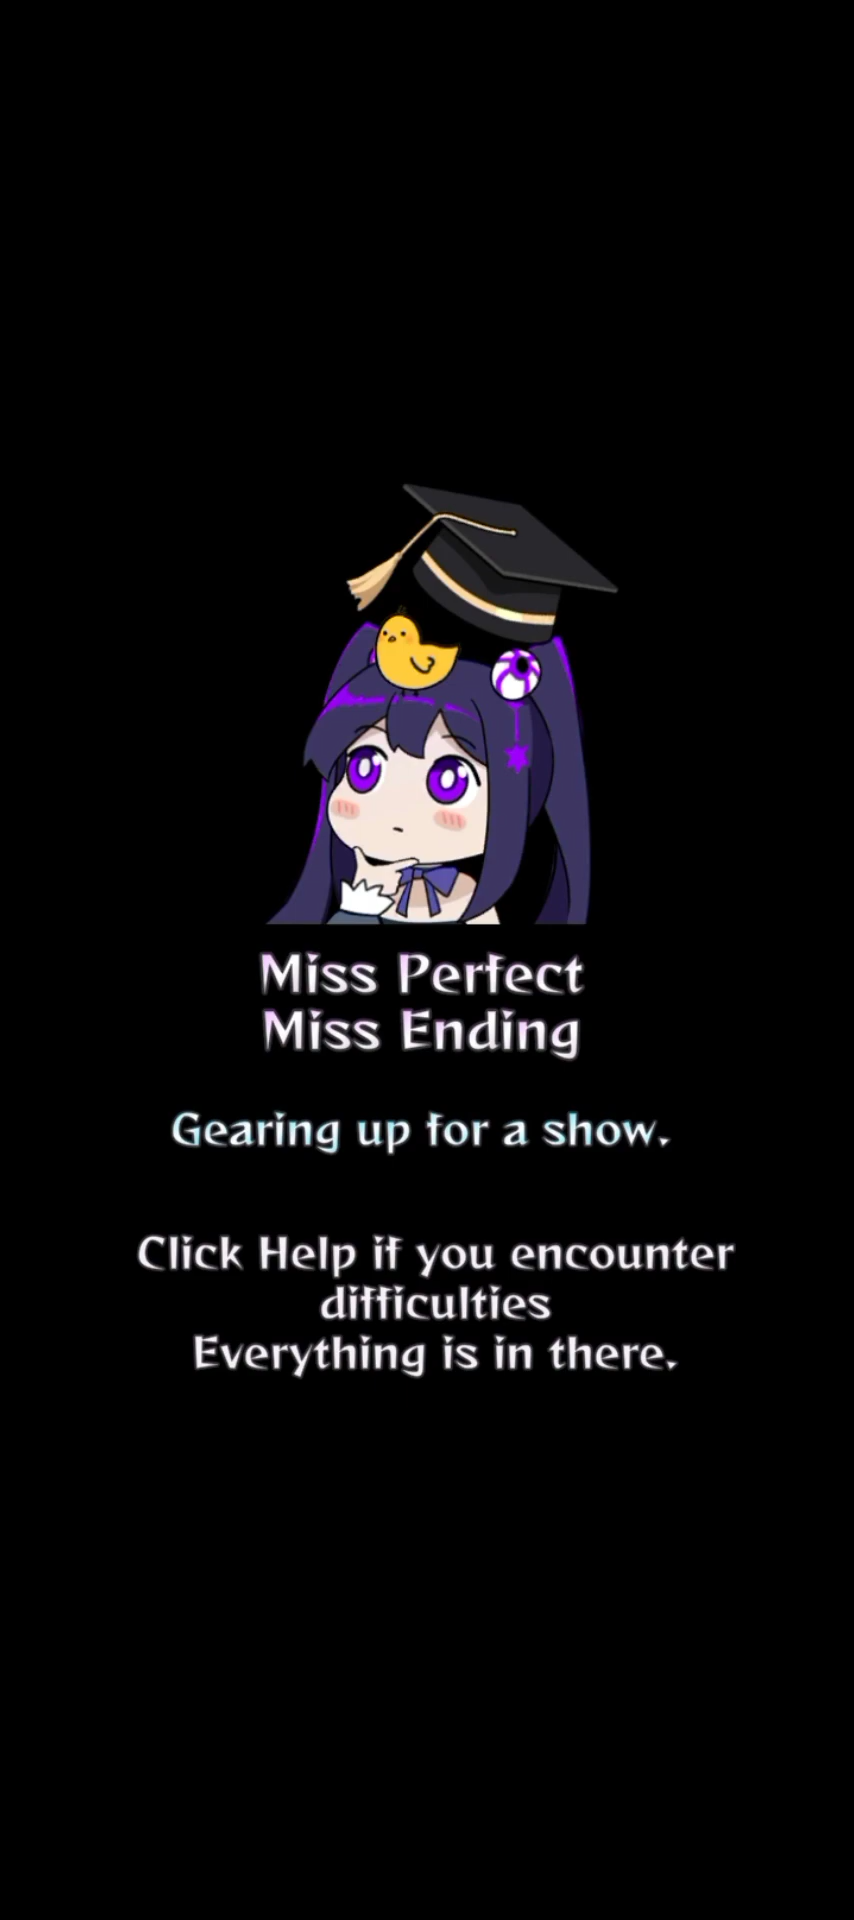 Miss Perfect
Miss Ending
Gearing up for a show.
Click Help if you encounter
difficulties
Everything is in there.